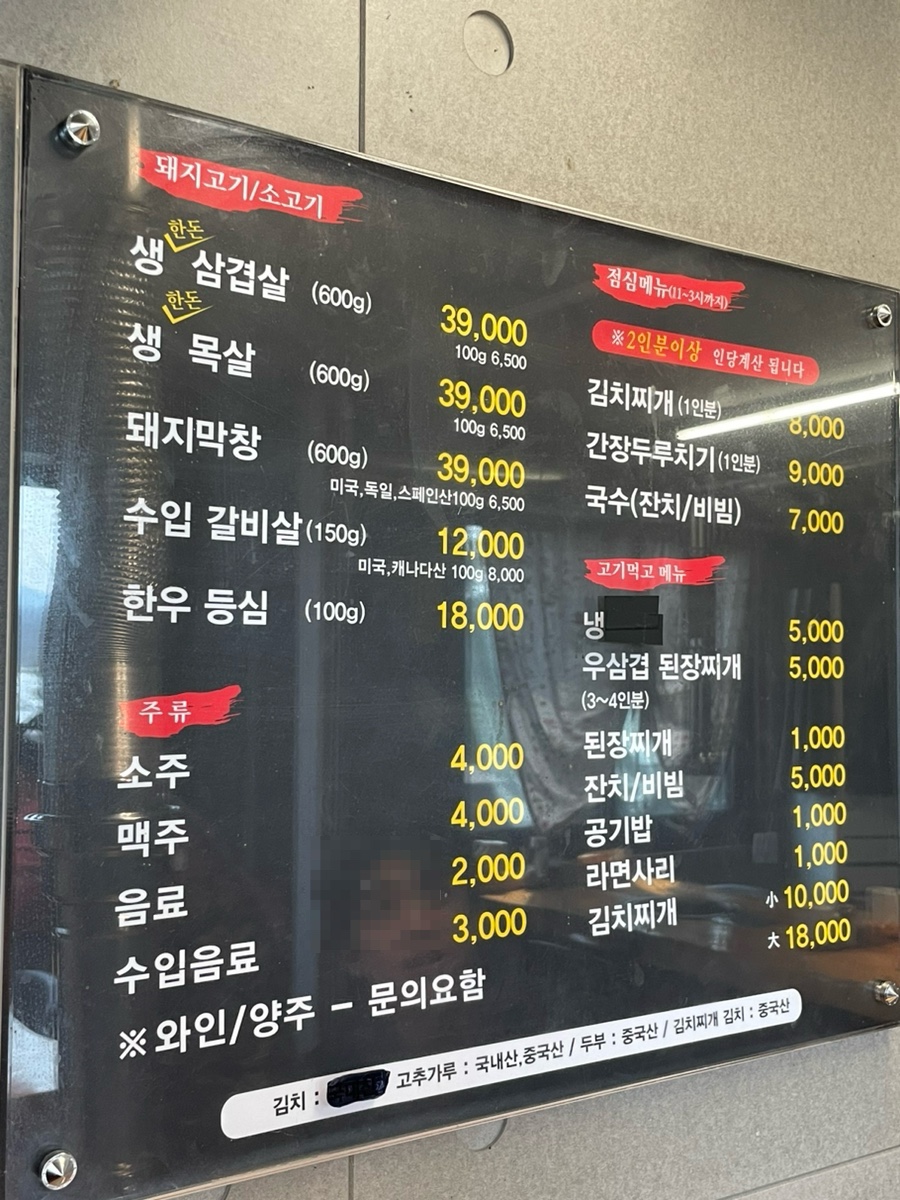 돼지고기/소고기
한돈
생 삼겹살 (600g) 39,000
100g 6,500
한돈
생 목살 (600g) 39,000
100g 6,500
돼지막창 (600g) 39,000
미국,독일,스페인산100g 6,500
수입 갈비살(150g) 12,000
미국,캐나다산 100g 8,000
한우 등심 (100g) 18,000
주류
소주 4,000
맥주 4,000
음료 2,000
수입음료 3,000
※와인/양주 - 문의요함
점심메뉴(11~3시까지)
※2인분이상 인당계산 됩니다
김치찌개(1인분) 8,000
간장두루치기(1인분) 9,000
국수(잔치/비빔) 7,000
고기먹고 메뉴
냉 5,000
우삼겹 된장찌개 5,000
(3~4인분)
된장찌개 1,000
잔치/비빔 5,000
공기밥 1,000
라면사리 1,000
김치찌개 小 10,000
大 18,000
김치 : 고추가루 : 국내산,중국산 / 두부 : 중국산 / 김치찌개 김치 : 중국산